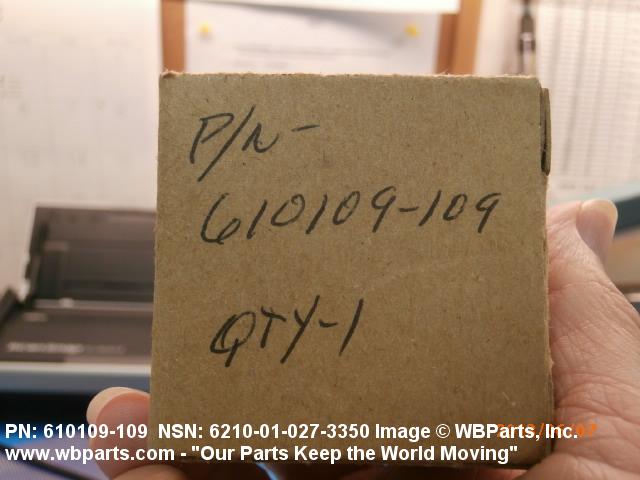 P/N-
610109-109
QTY-1
PN: 610109-109 NSN: 6210-01-027-3350 Image © WBParts, Inc.
www.wbparts.com - "Our Parts Keep the World Moving"